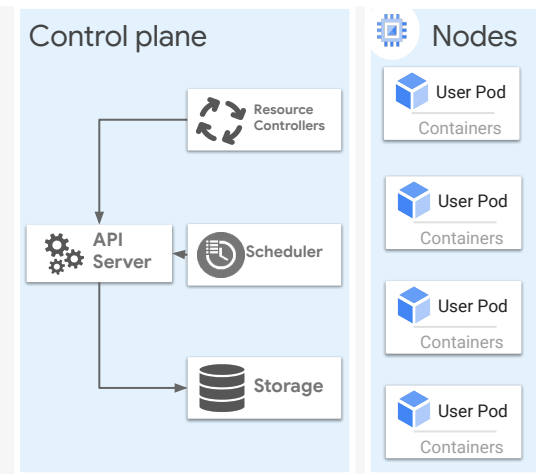 Control plane
Resource
Controllers
API
Server
Scheduler
Storage
Nodes
User Pod
Containers
User Pod
Containers
User Pod
Containers
User Pod
Containers